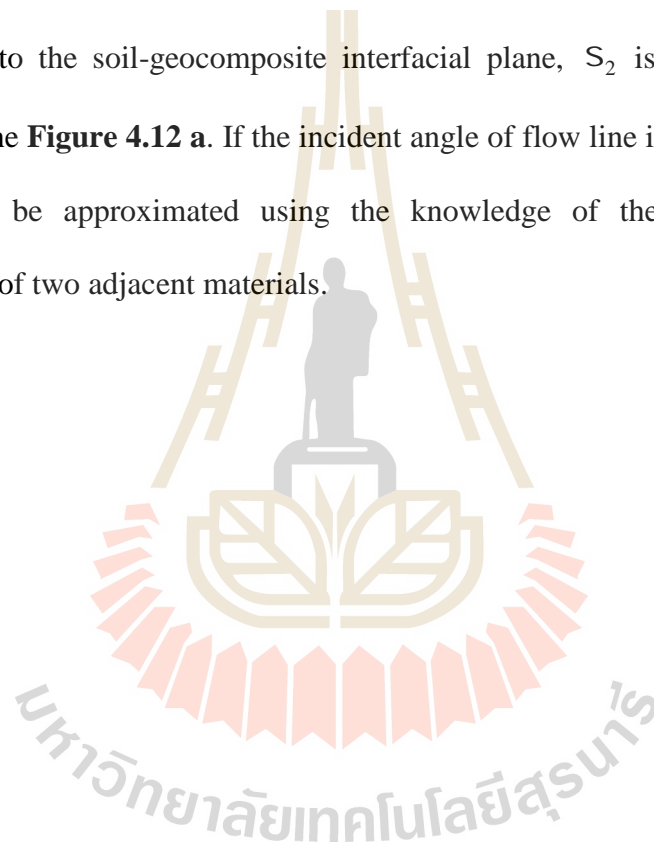 to the soil-geocomposite interfacial plane, S₂ is
ne Figure 4.12 a. If the incident angle of flow line i
be approximated using the knowledge of the
of two adjacent materials.
มหาวิทยาลัยเทคโนโลยีสุรนารี